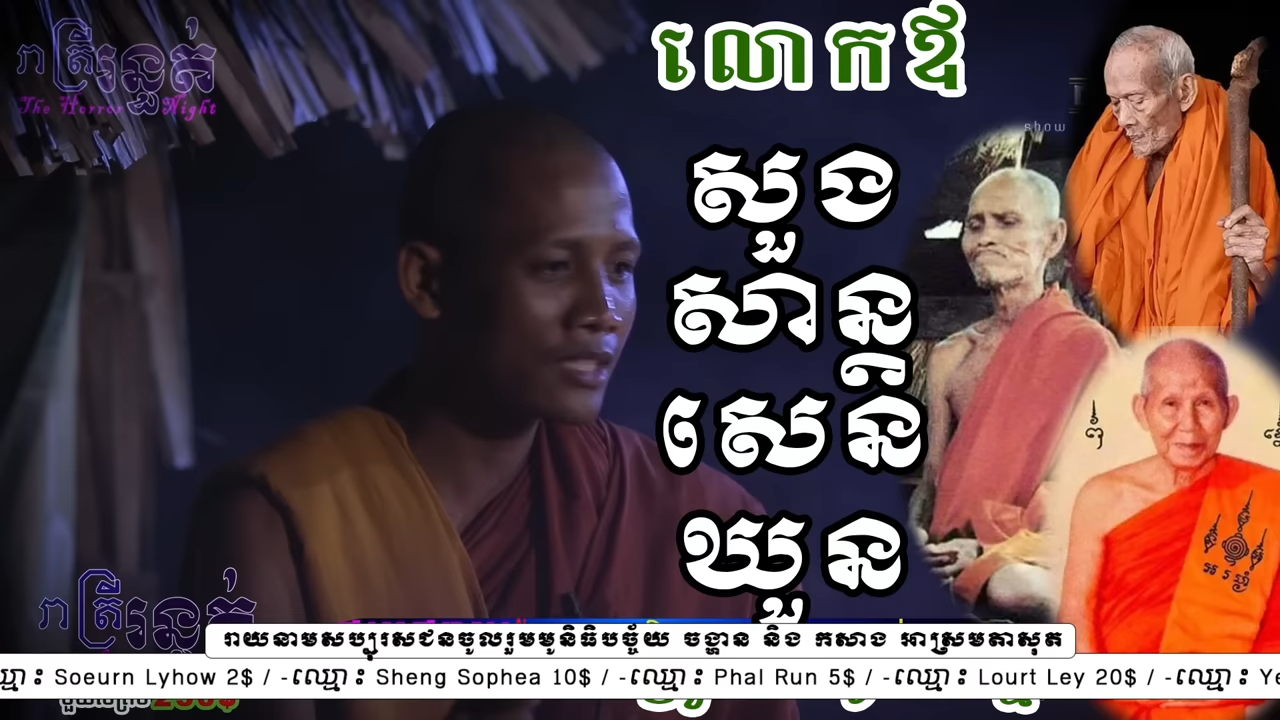 រាត្រីរន្ធត់
The Horror Night
លោកឪ
show
សួង
សាន្ត
សេន
ឃួន
រាត្រីរន្ធត់
រាយនាមសប្បុរសជនចូលរួមមូនិធិបច្ច័យ ចង្ហាន និង កសាង អាស្រមតាសុត
ឈ្មោះ Soeurn Lyhow 2$ / -ឈ្មោះ Sheng Sophea 10$ / -ឈ្មោះ Phal Run 5$ / -ឈ្មោះ Lourt Ley 20$ / -ឈ្មោះ Ye